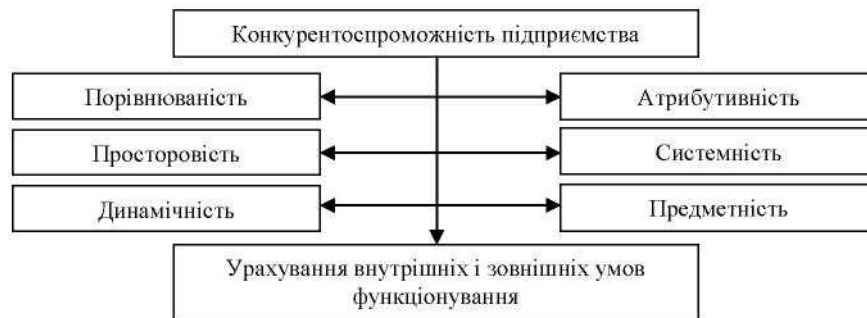 Конкурентоспроможність підприємства
Порівнюваність
Атрибутивність
Просторовість
Системність
Динамічність
Предметність
Урахування внутрішніх і зовнішніх умов
функціонування